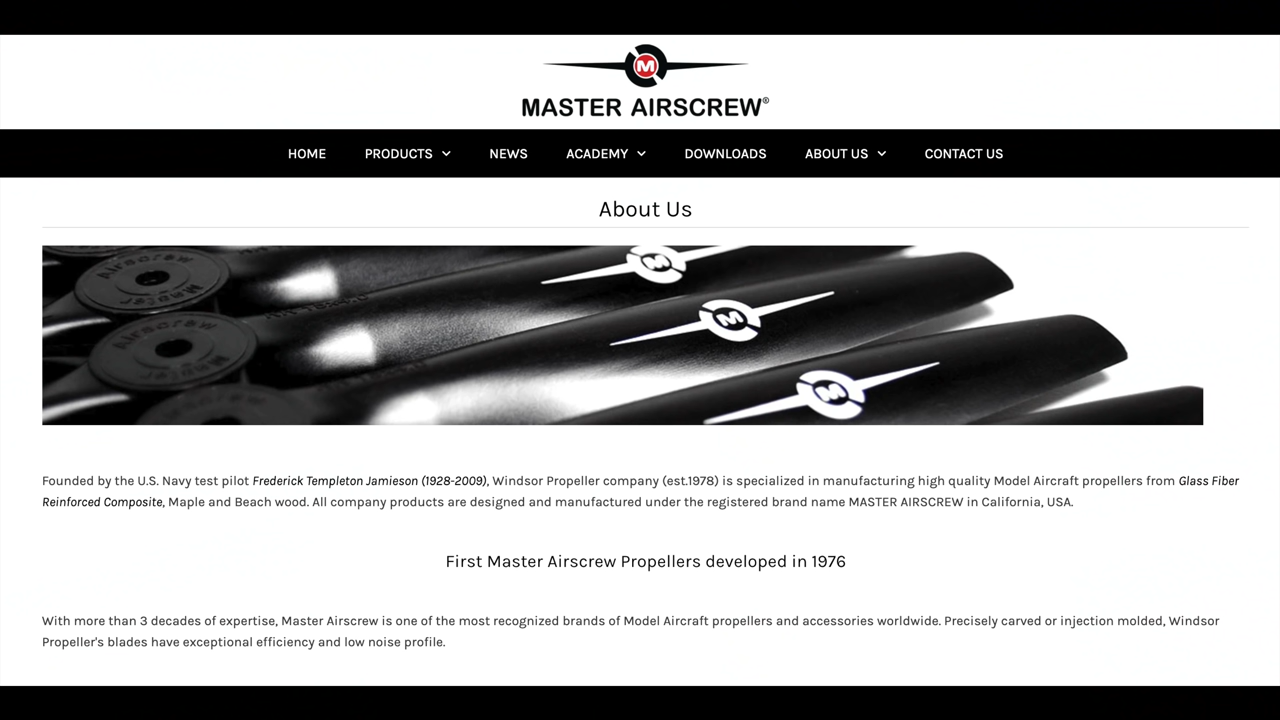 M
MASTER AIRSCREW®
HOME PRODUCTS NEWS ACADEMY DOWNLOADS ABOUT US CONTACT US
About Us
Airscrew
Master
M
Airscrew
Master
M
M
Founded by the U.S. Navy test pilot Frederick Templeton Jamieson (1928-2009), Windsor Propeller company (est.1978) is specialized in manufacturing high quality Model Aircraft propellers from Glass Fiber
Reinforced Composite, Maple and Beach wood. All company products are designed and manufactured under the registered brand name MASTER AIRSCREW in California, USA.
First Master Airscrew Propellers developed in 1976
With more than 3 decades of expertise, Master Airscrew is one of the most recognized brands of Model Aircraft propellers and accessories worldwide. Precisely carved or injection molded, Windsor
Propeller's blades have exceptional efficiency and low noise profile.